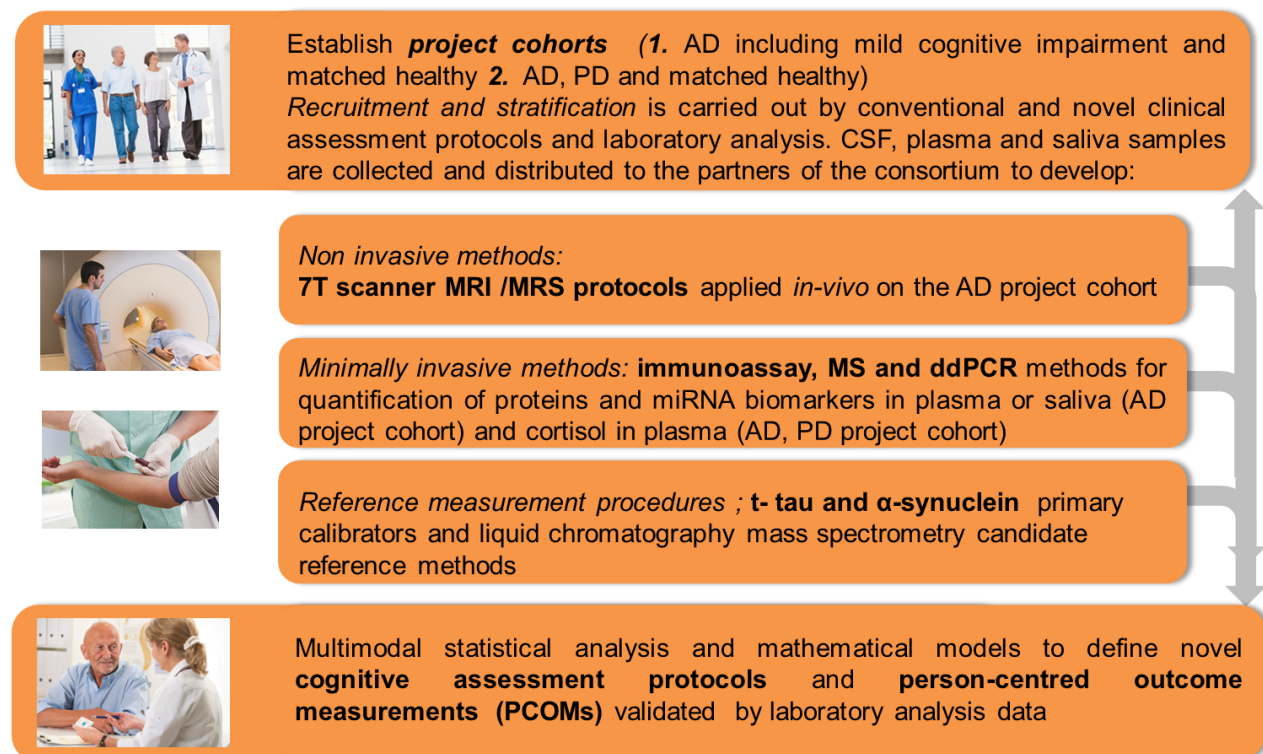 Establish project cohorts (1. AD including mild cognitive impairment and
matched healthy 2. AD, PD and matched healthy)
Recruitment and stratification is carried out by conventional and novel clinical
assessment protocols and laboratory analysis. CSF, plasma and saliva samples
are collected and distributed to the partners of the consortium to develop:
Non invasive methods:
7T scanner MRI /MRS protocols applied in-vivo on the AD project cohort
Minimally invasive methods: immunoassay, MS and ddPCR methods for
quantification of proteins and miRNA biomarkers in plasma or saliva (AD
project cohort) and cortisol in plasma (AD, PD project cohort)
Reference measurement procedures ; t- tau and α-synuclein primary
calibrators and liquid chromatography mass spectrometry candidate
reference methods
Multimodal statistical analysis and mathematical models to define novel
cognitive assessment protocols and person-centred outcome
measurements (PCOMs) validated by laboratory analysis data